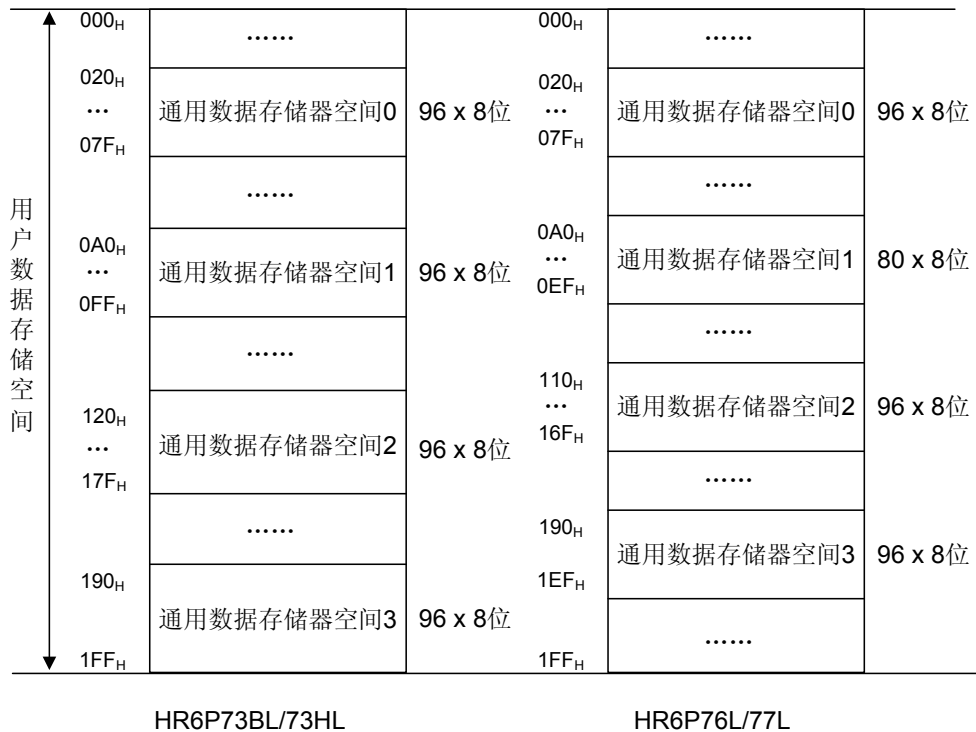 用户数据存储空间
000H
……
020H
…
07FH
通用数据存储器空间0
96 x 8位
……
0A0H
…
0FFH
通用数据存储器空间1
96 x 8位
……
120H
…
17FH
通用数据存储器空间2
96 x 8位
……
190H
1FFH
通用数据存储器空间3
96 x 8位
HR6P73BL/73HL
000H
……
020H
…
07FH
通用数据存储器空间0
96 x 8位
……
0A0H
…
0EFH
通用数据存储器空间1
80 x 8位
……
110H
…
16FH
通用数据存储器空间2
96 x 8位
……
190H
1EFH
通用数据存储器空间3
96 x 8位
……
1FFH
HR6P76L/77L